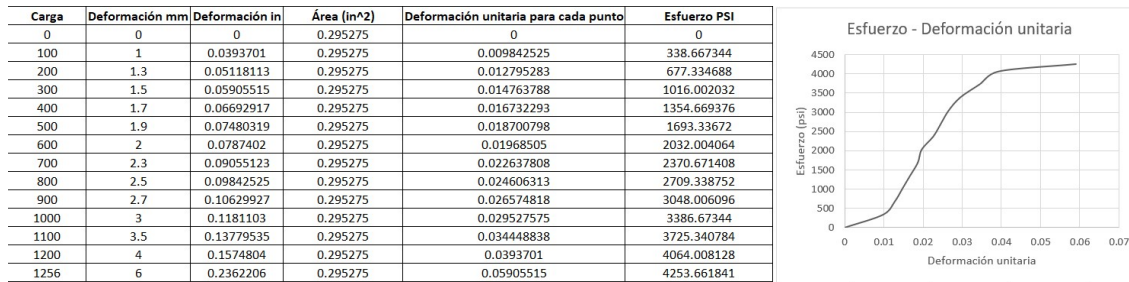 Carga Deformación mm Deformación in Área (in^2) Deformación unitaria para cada punto Esfuerzo PSI
0 0 0 0.295275 0 0
100 1 0.0393701 0.295275 0.009842525 338.667344
200 1.3 0.05118113 0.295275 0.012795283 677.334688
300 1.5 0.05905515 0.295275 0.014763788 1016.002032
400 1.7 0.06692917 0.295275 0.016732293 1354.669376
500 1.9 0.07480319 0.295275 0.018700798 1693.33672
600 2 0.0787402 0.295275 0.01968505 2032.004064
700 2.3 0.09055123 0.295275 0.022637808 2370.671408
800 2.5 0.09842525 0.295275 0.024606313 2709.338752
900 2.7 0.10629927 0.295275 0.026574818 3048.006096
1000 3 0.1181103 0.295275 0.029527575 3386.67344
1100 3.5 0.13779535 0.295275 0.034448838 3725.340784
1200 4 0.1574804 0.295275 0.0393701 4064.008128
1256 6 0.2362206 0.295275 0.05905515 4253.661841
Esfuerzo - Deformación unitaria
Esfuerzo (psi)
4500
4000
3500
3000
2500
2000
1500
1000
500
0
0 0.01 0.02 0.03 0.04 0.05 0.06 0.07
Deformación unitaria